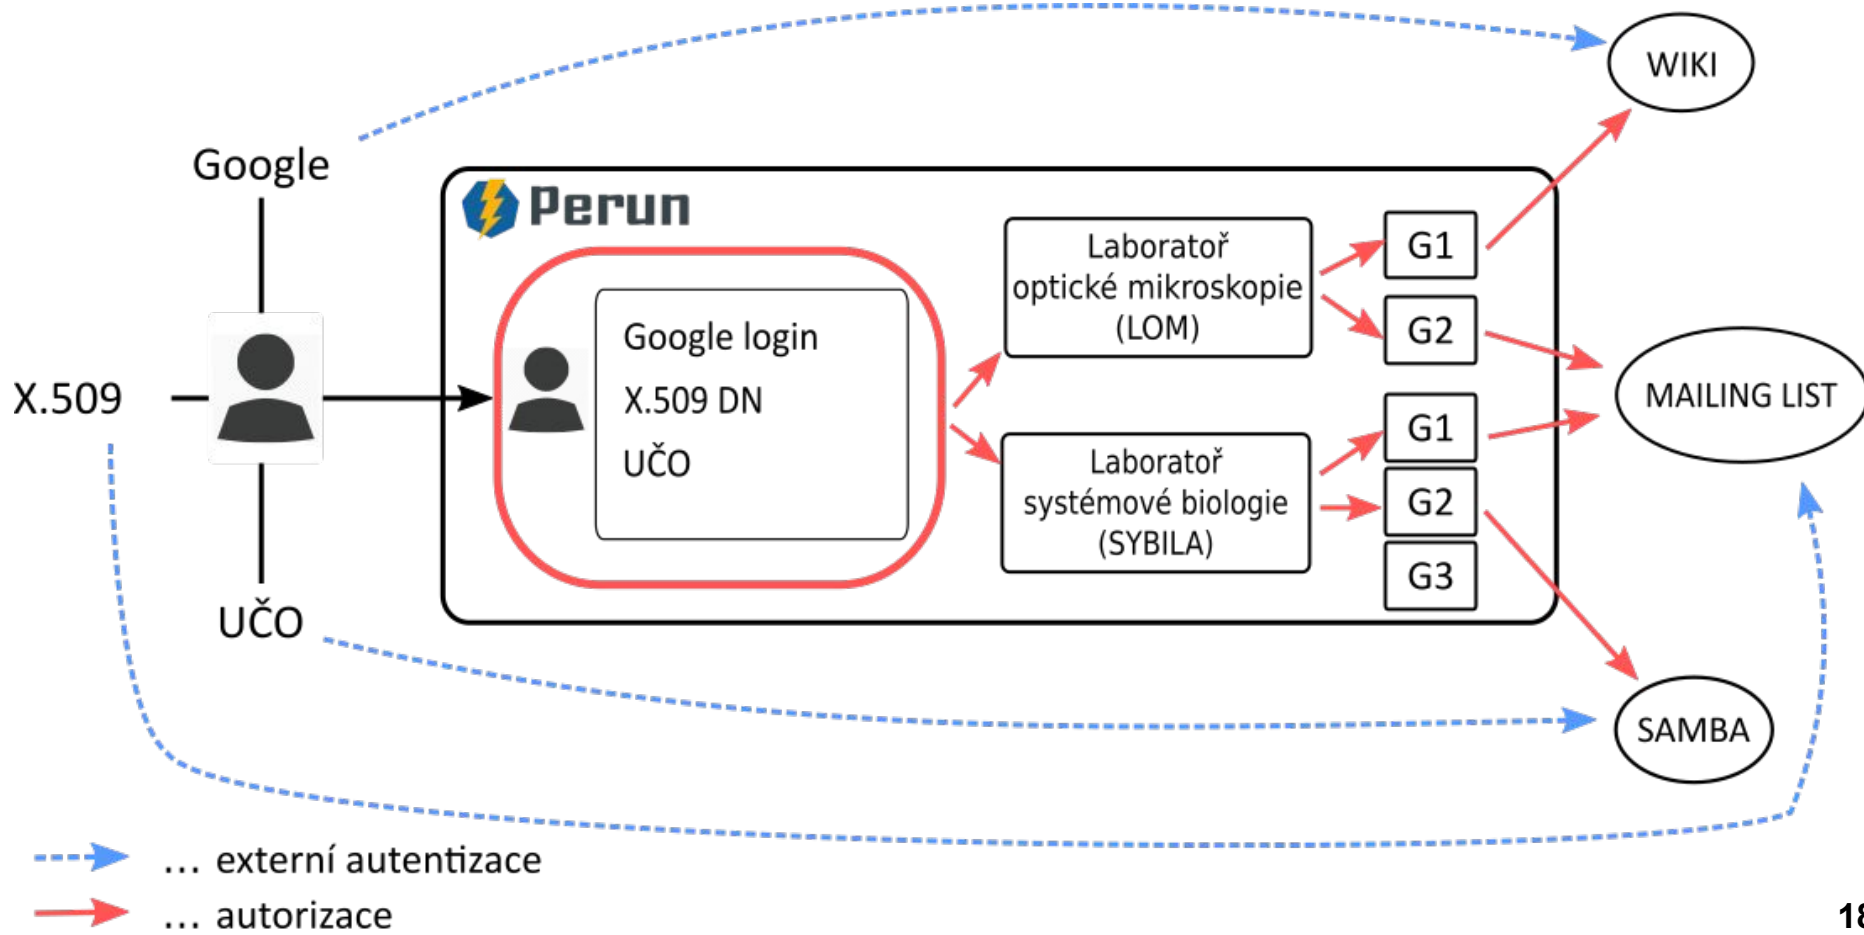 WIKI
Google
Perun
Laboratoř
optické mikroskopie
(LOM)
G1
G2
Google login
X.509 DN
UČO
X.509
MAILING LIST
Laboratoř
systémové biologie
(SYBILA)
G1
G2
G3
UČO
SAMBA
... externí autentizace
... autorizace
18